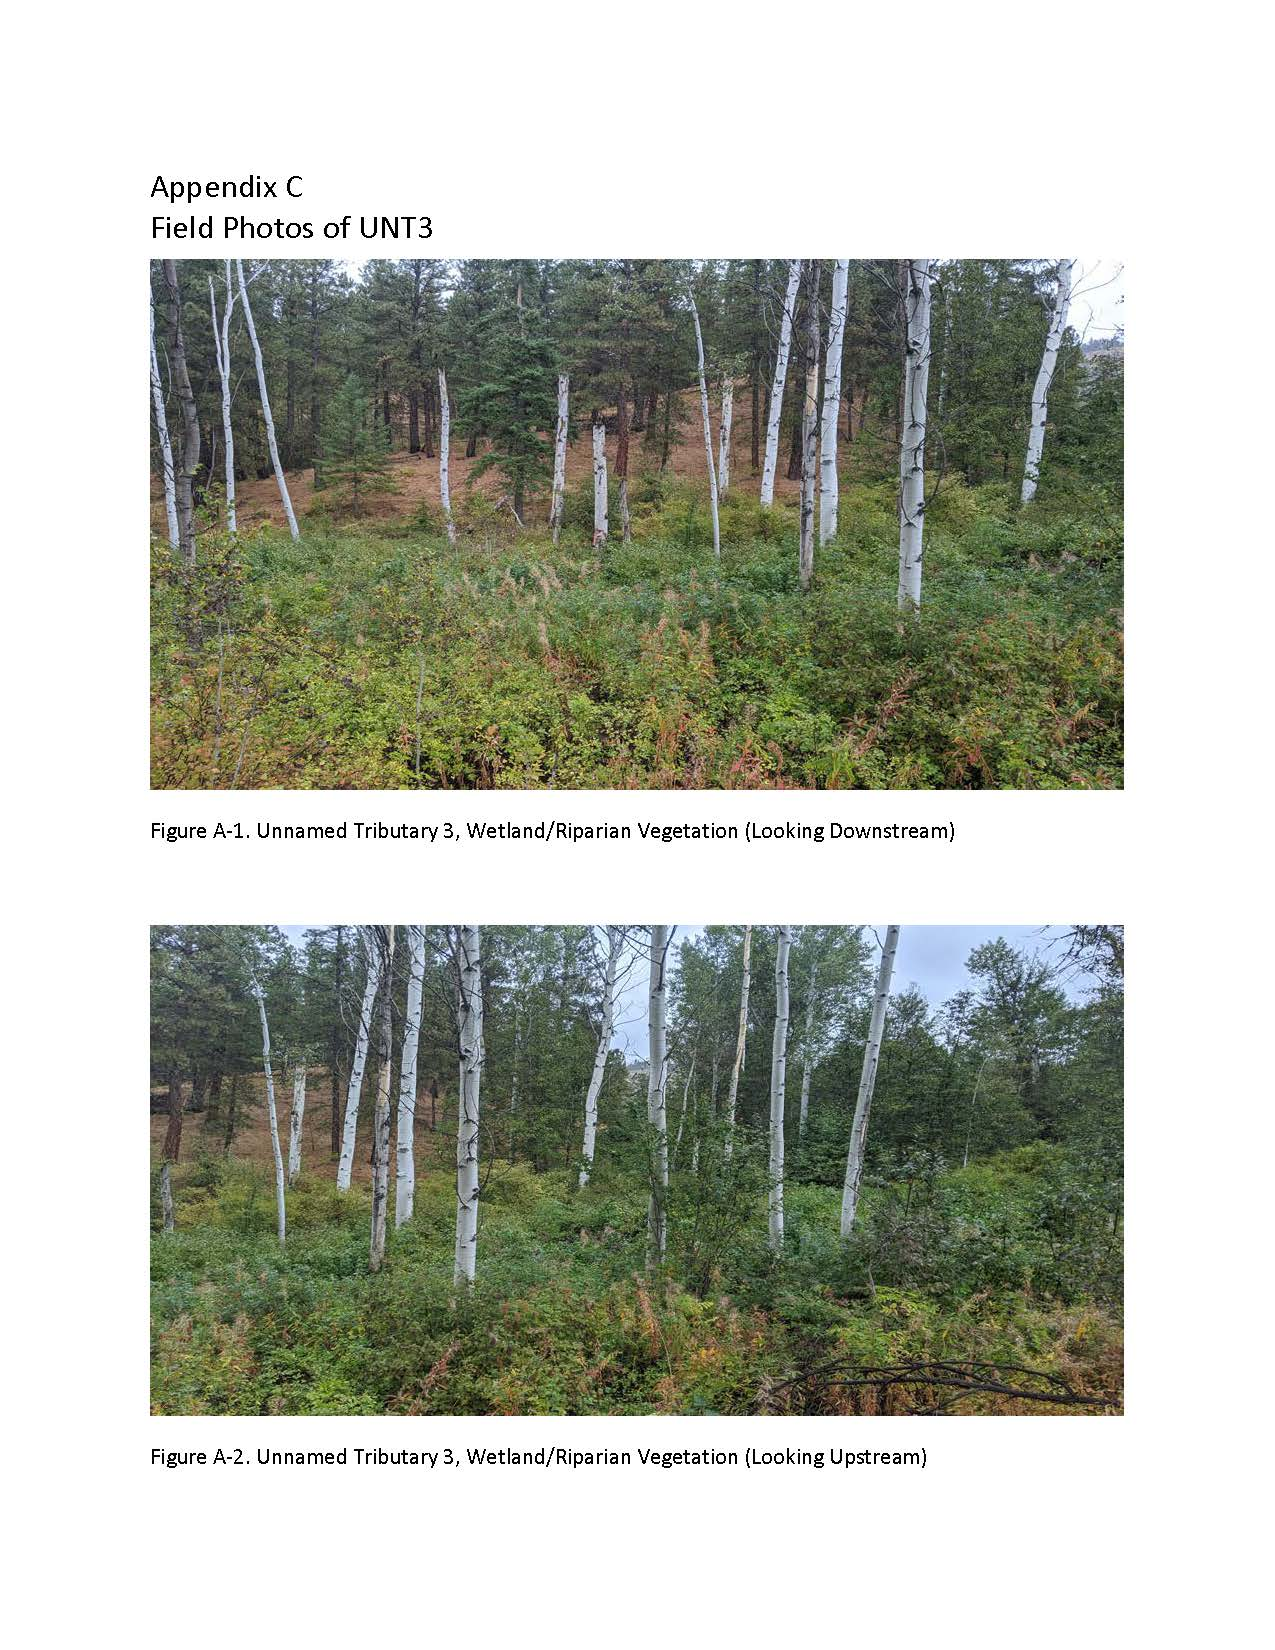 Appendix C
Field Photos of UNT3
Figure A-1. Unnamed Tributary 3, Wetland/Riparian Vegetation (Looking Downstream)
Figure A-2. Unnamed Tributary 3, Wetland/Riparian Vegetation (Looking Upstream)